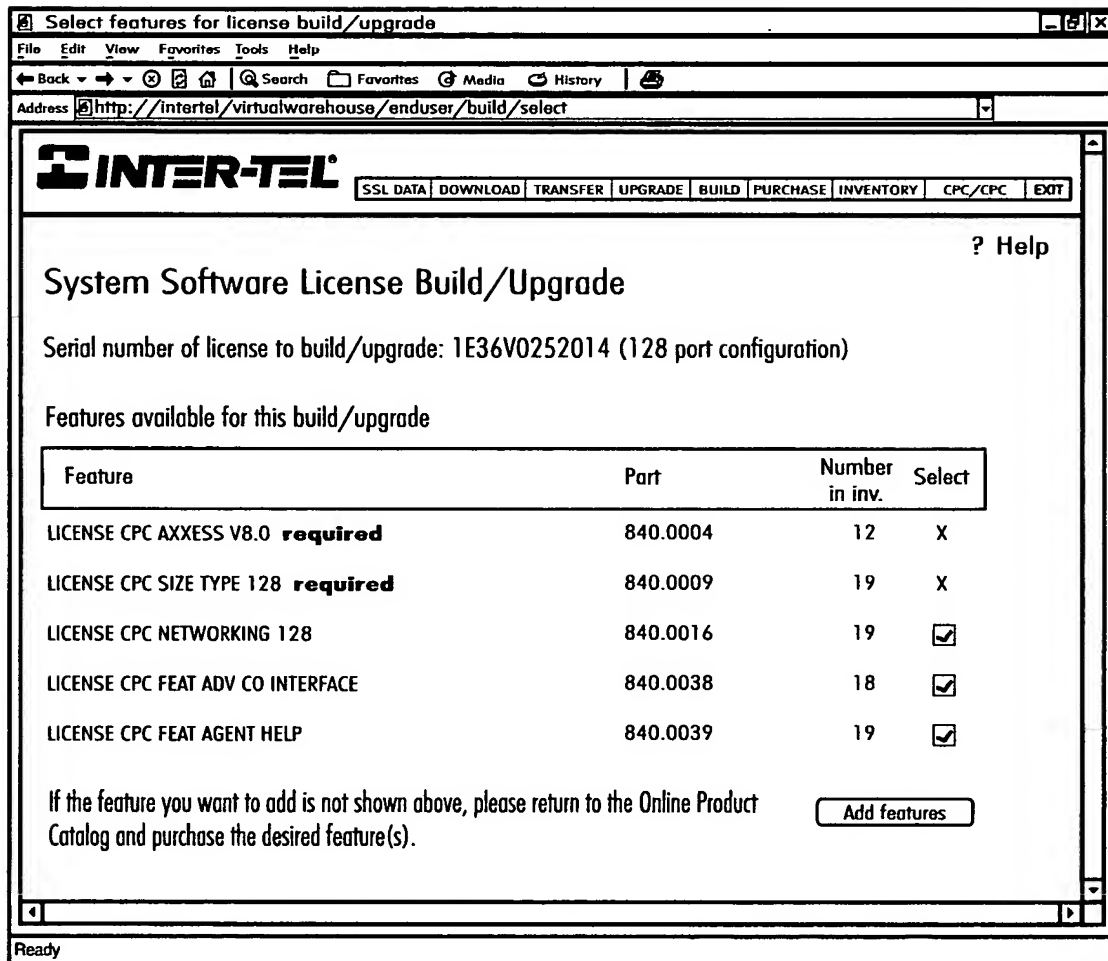 Select features for license build/upgrade
File Edit View Favorites Tools Help
Back Search Favorites Media History
Address http://intertel/virtualwarehouse/enduser/build/select
INTER-TEL®
SSL DATA DOWNLOAD TRANSFER UPGRADE BUILD PURCHASE INVENTORY CPC/CPC EXIT
? Help
System Software License Build/Upgrade
Serial number of license to build/upgrade: 1E36V0252014 (128 port configuration)
Features available for this build/upgrade
Feature Part Number in inv. Select
LICENSE CPC AXXESS V8.0 required 840.0004 12 X
LICENSE CPC SIZE TYPE 128 required 840.0009 19 X
LICENSE CPC NETWORKING 128 840.0016 19
LICENSE CPC FEAT ADV CO INTERFACE 840.0038 18
LICENSE CPC FEAT AGENT HELP 840.0039 19
If the feature you want to add is not shown above, please return to the Online Product
Catalog and purchase the desired feature(s).
Add features
Ready